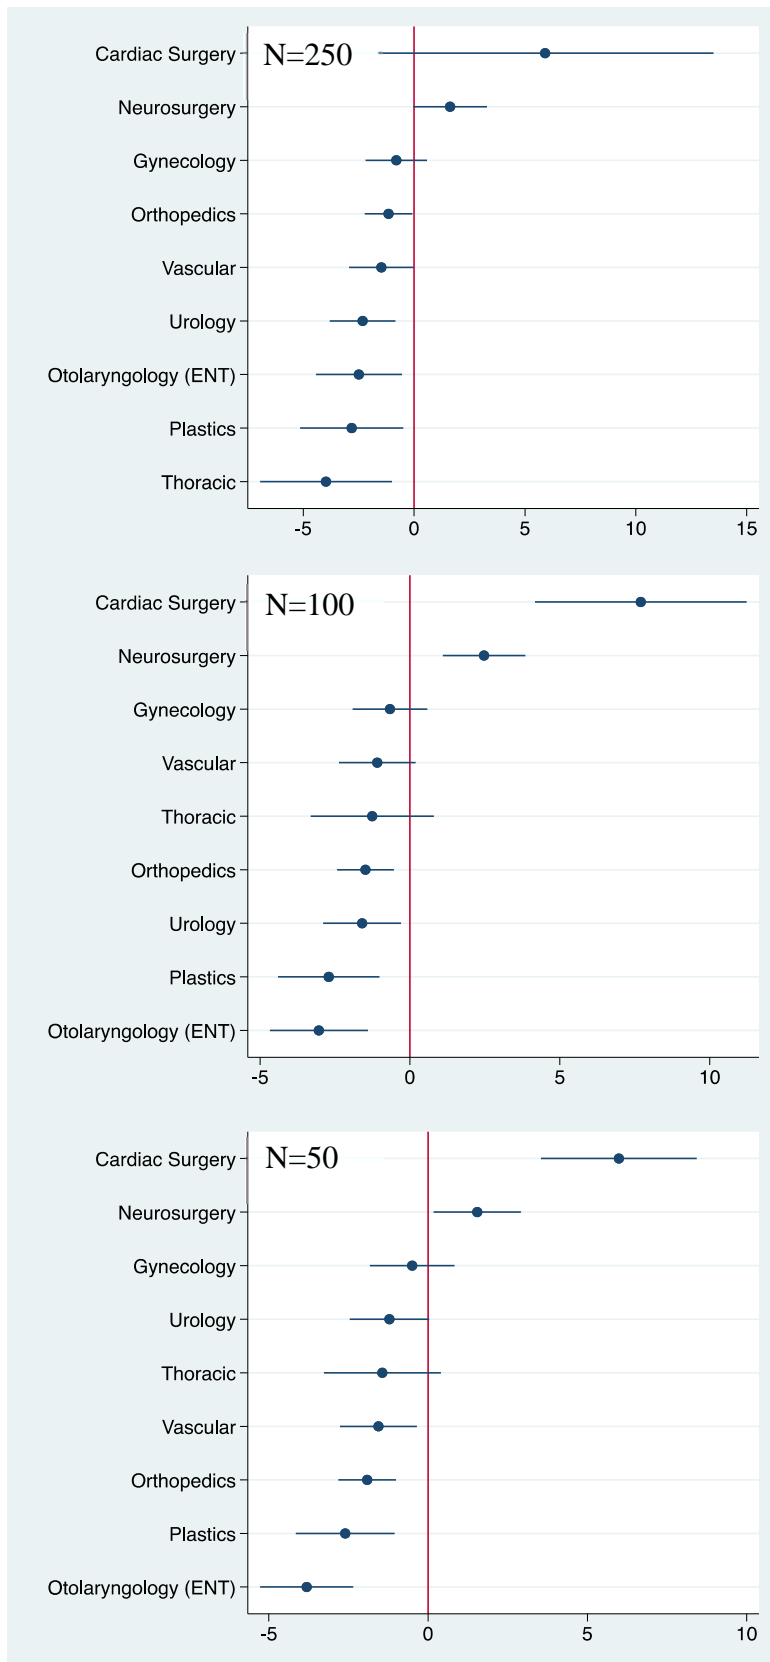 N=250
Cardiac Surgery
Neurosurgery
Gynecology
Orthopedics
Vascular
Urology
Otolaryngology (ENT)
Plastics
Thoracic
-5 0 5 10 15
N=100
Cardiac Surgery
Neurosurgery
Gynecology
Vascular
Thoracic
Orthopedics
Urology
Plastics
Otolaryngology (ENT)
-5 0 5 10
N=50
Cardiac Surgery
Neurosurgery
Gynecology
Urology
Thoracic
Vascular
Orthopedics
Plastics
Otolaryngology (ENT)
-5 0 5 10